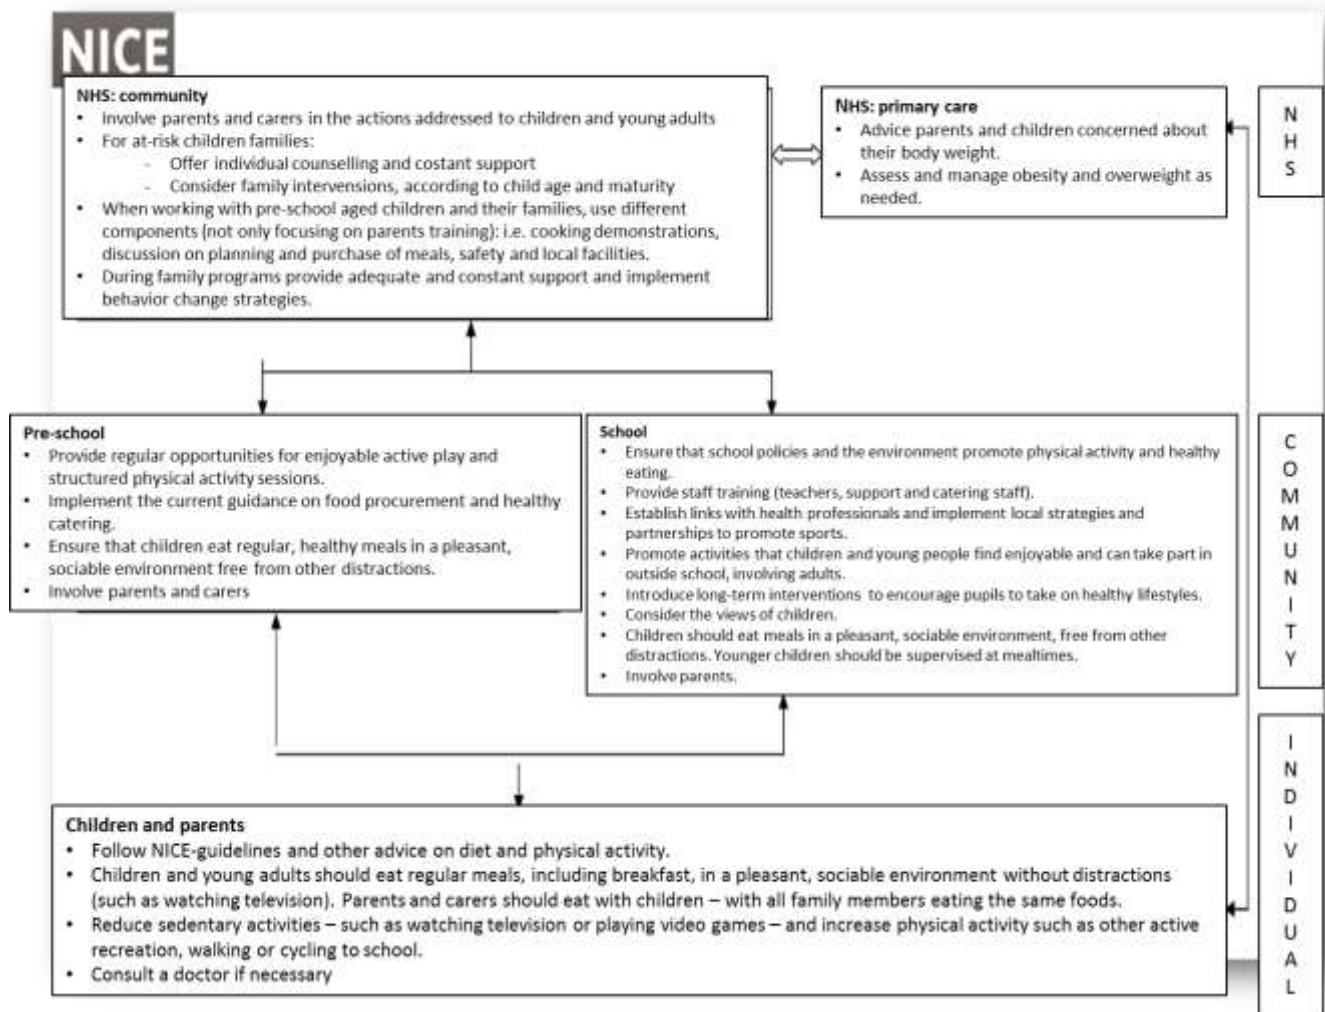 NICE
NHS: community
• Involve parents and carers in the actions addressed to children and young adults
• For at-risk children families:
- Offer individual counselling and costant support
- Consider family intervensions, according to child age and maturity
• When working with pre-school aged children and their families, use different
components (not only focusing on parents training): i.e. cooking demonstrations,
discussion on planning and purchase of meals, safety and local facilities.
• During family programs provide adequate and constant support and implement
behavior change strategies.
NHS: primary care
• Advice parents and children concerned about
their body weight.
• Assess and manage obesity and overweight as
needed.
N
H
S
Pre-school
• Provide regular opportunities for enjoyable active play and
structured physical activity sessions.
• Implement the current guidance on food procurement and healthy
catering.
• Ensure that children eat regular, healthy meals in a pleasant,
sociable environment free from other distractions.
• Involve parents and carers
School
• Ensure that school policies and the environment promote physical activity and healthy
eating.
• Provide staff training (teachers, support and catering staff).
• Establish links with health professionals and implement local strategies and
partnerships to promote sports.
• Promote activities that children and young people find enjoyable and can take part in
outside school, involving adults.
• Introduce long-term interventions to encourage pupils to take on healthy lifestyles.
• Consider the views of children.
• Children should eat meals in a pleasant, sociable environment, free from other
distractions. Younger children should be supervised at mealtimes.
• Involve parents.
C
O
M
M
U
N
I
T
Y
Children and parents
• Follow NICE-guidelines and other advice on diet and physical activity.
• Children and young adults should eat regular meals, including breakfast, in a pleasant, sociable environment without distractions
(such as watching television). Parents and carers should eat with children – with all family members eating the same foods.
• Reduce sedentary activities – such as watching television or playing video games – and increase physical activity such as other active
recreation, walking or cycling to school.
• Consult a doctor if necessary
I
N
D
I
V
I
D
U
A
L